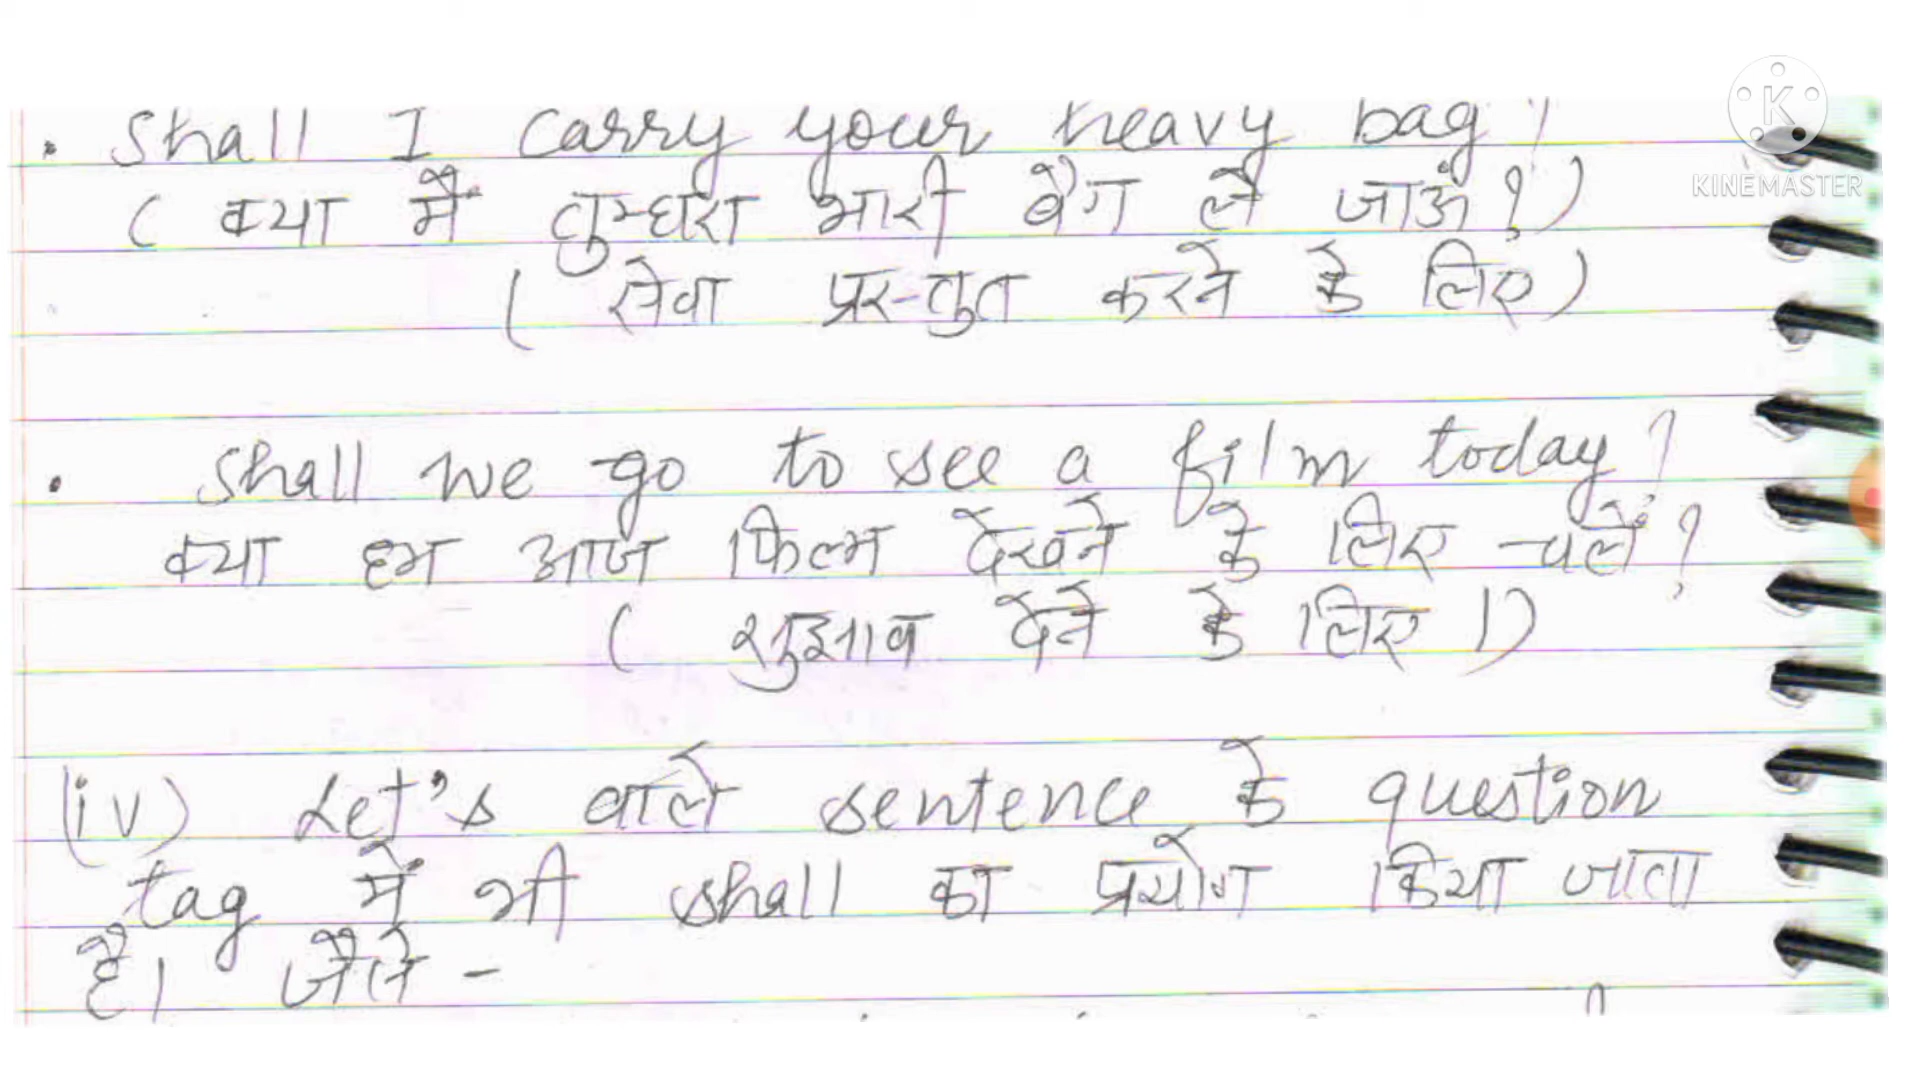 Shall I carry your heavy bag?
( क्या मैं तुम्हारा भारी बैग ले जाऊं? )
( सेवा प्रस्तुत करने के लिए )
Shall we go to see a film today?
क्या हम आज फिल्म देखने के लिए चलें?
( सुझाव देने के लिए । )
(iv) Let's वाले sentence के question
tag में भी shall का प्रयोग किया जाता
है। जैसे -
KINEMASTER